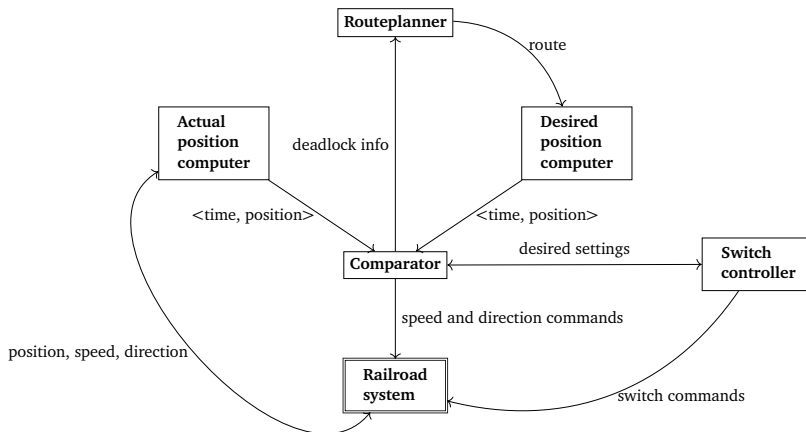 Routeplanner
route
Actual
position
computer
Desired
position
computer
deadlock info
<time, position>
<time, position>
desired settings
Comparator
Switch
controller
speed and direction commands
position, speed, direction
Railroad
system
switch commands